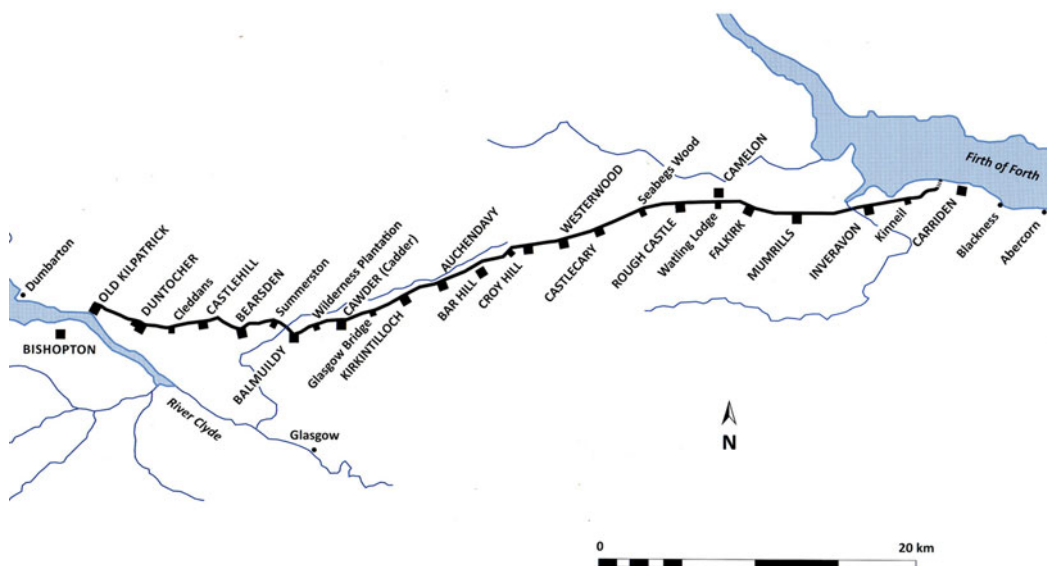 Firth of Forth
Dumbarton
OLD KILPATRICK
DUNTOCHER
Cleddans
CASTLEHILL
BEARSDEN
Summerston
Wilderness Plantation
CAWDER (Cadder)
AUCHENDAVY
WESTERWOOD
Seabegs Wood
CAMELON
BISHOPTON
BALMUILDY
Glasgow Bridge
KIRKINTILLOCH
BAR HILL
CROY HILL
CASTLECARY
ROUGH CASTLE
Watling Lodge
FALKIRK
MUMRILLS
INVERAVON
Kinneil
CARRIDEN
Blackness
Abercorn
River Clyde
Glasgow
N
0
20 km